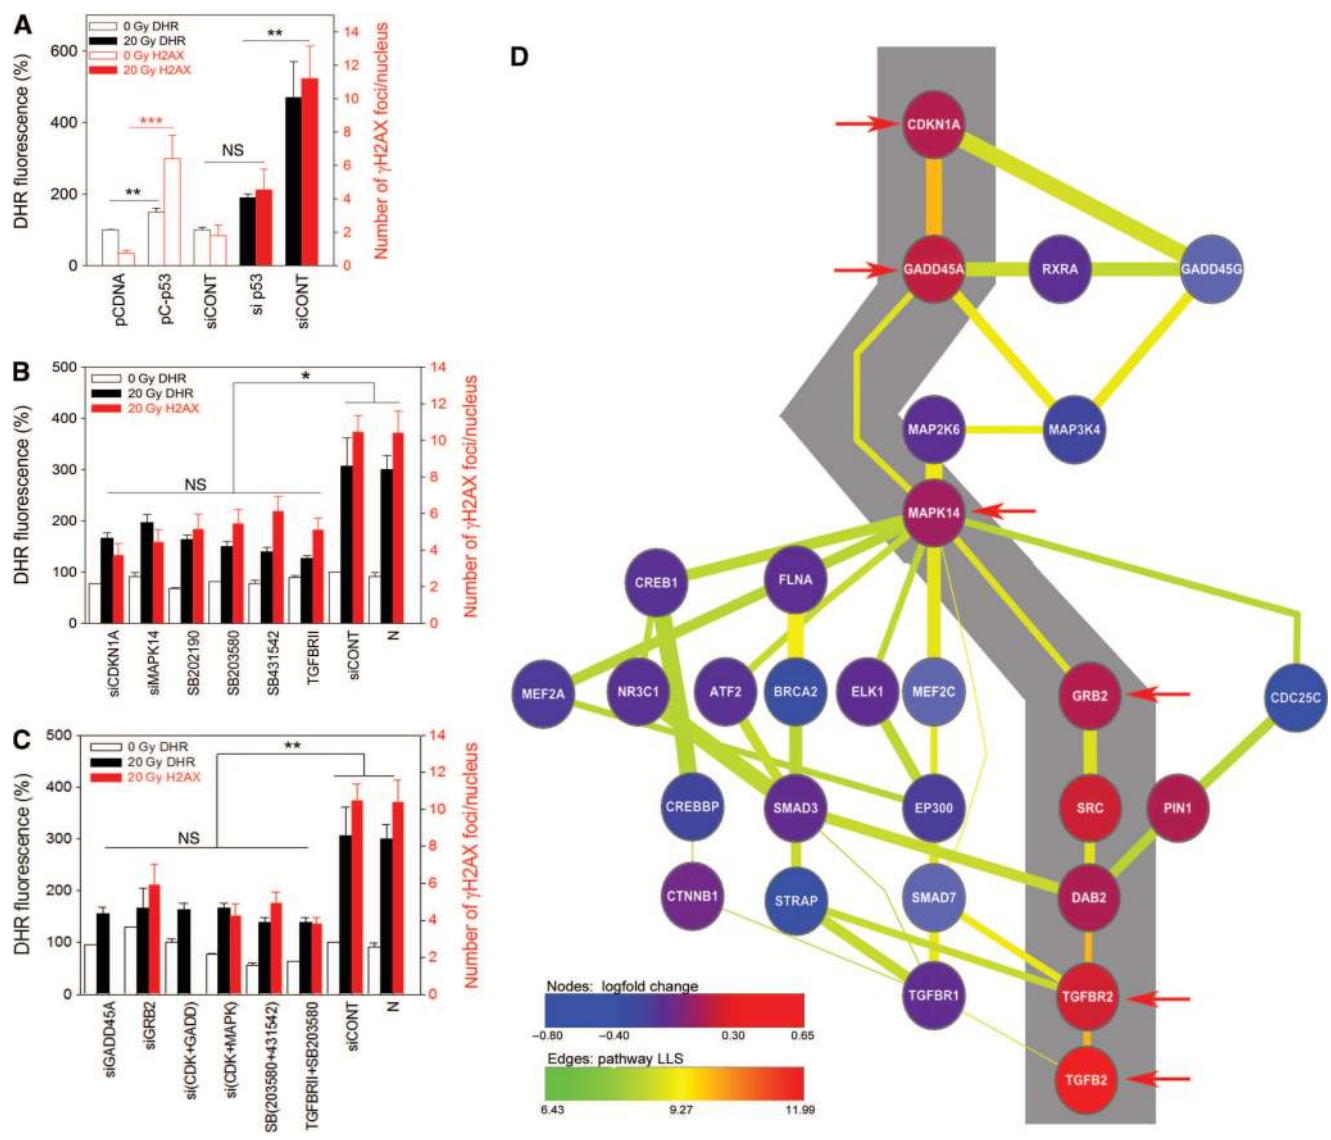 A
0 Gy DHR
20 Gy DHR
0 Gy H2AX
20 Gy H2AX
**
***
**
NS
600
400
200
0
14
12
10
8
6
4
2
0
DHR fluorescence (%)
Number of γH2AX foci/nucleus
pCDNA
pC-p53
siCONT
si p53
siCONT
B
0 Gy DHR
20 Gy DHR
20 Gy H2AX
*
NS
500
400
300
200
100
0
14
12
10
8
6
4
2
0
DHR fluorescence (%)
Number of γH2AX foci/nucleus
siCDKN1A
siMAPK14
SB202190
SB203580
SB431542
TGFBRII
siCONT
N
C
0 Gy DHR
20 Gy DHR
20 Gy H2AX
**
NS
500
400
300
200
100
0
14
12
10
8
6
4
2
0
DHR fluorescence (%)
Number of γH2AX foci/nucleus
siGADD45A
siGRB2
si(CDK+GADD)
si(CDK+MAPK)
SB(203580+431542)
TGFBRII+SB203580
siCONT
N
D
CDKN1A
GADD45A
RXRA
GADD45G
MAP2K6
MAP3K4
MAPK14
CREB1
FLNA
MEF2A
NR3C1
ATF2
BRCA2
ELK1
MEF2C
GRB2
CDC25C
CREBBP
SMAD3
EP300
SRC
PIN1
CTNNB1
STRAP
SMAD7
DAB2
TGFBR1
TGFBR2
TGFB2
Nodes: logfold change
−0.80 −0.40 0.30 0.65
Edges: pathway LLS
6.43 9.27 11.99